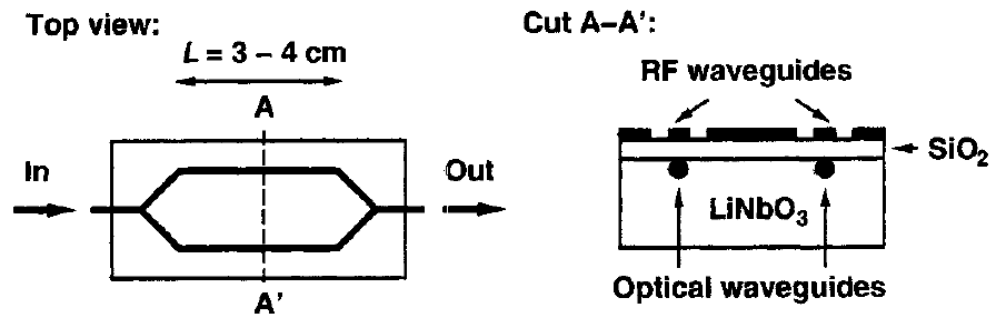 Top view:
L = 3 – 4 cm
A
In
Out
A'
Cut A–A':
RF waveguides
SiO₂
LiNbO₃
Optical waveguides